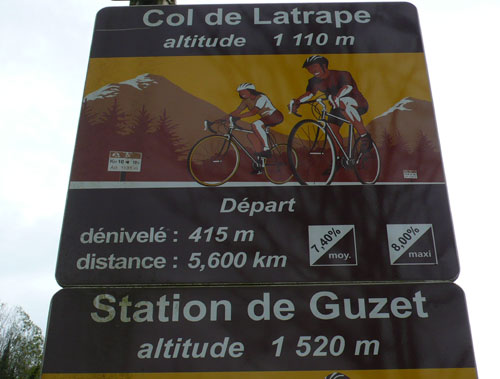 Col de Latrape
altitude 1 110 m
Départ
dénivelé : 415 m
distance : 5,600 km
7,40%
moy.
8,00%
maxi
Station de Guzet
altitude 1 520 m